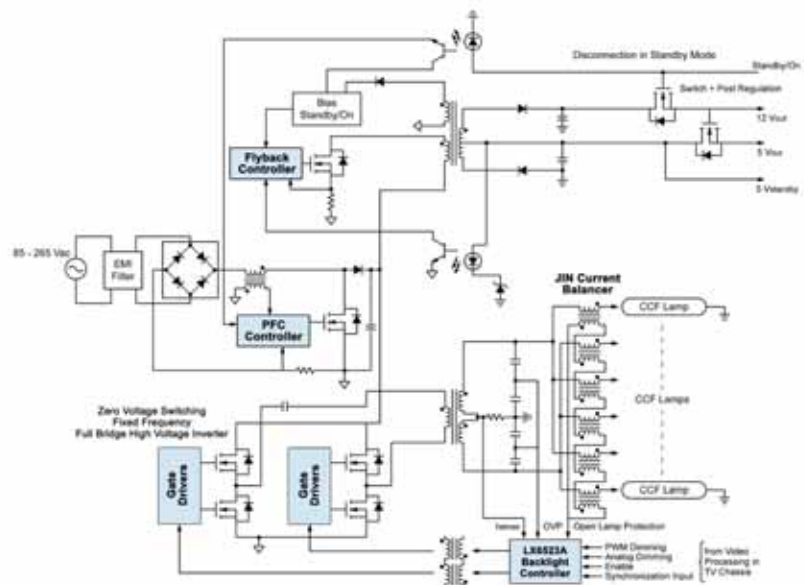 Disconnection in Standby Mode
Standby/On
Switch + Post Regulation
12 Vout
5 Vout
5 Vstandby
Bias
Standby/On
Flyback
Controller
85 - 265 Vac
EMI
Filter
PFC
Controller
JIN Current
Balancer
CCF Lamp
CCF Lamps
CCF Lamp
Zero Voltage Switching
Fixed Frequency
Full Bridge High Voltage Inverter
Gate
Drivers
Gate
Drivers
Isense
OVP
Open Lamp Protection
LX6523A
Backlight
Controller
PWM Dimming
Analog Dimming
Enable
Synchronization Input
from Video
Processing in
TV Chassis